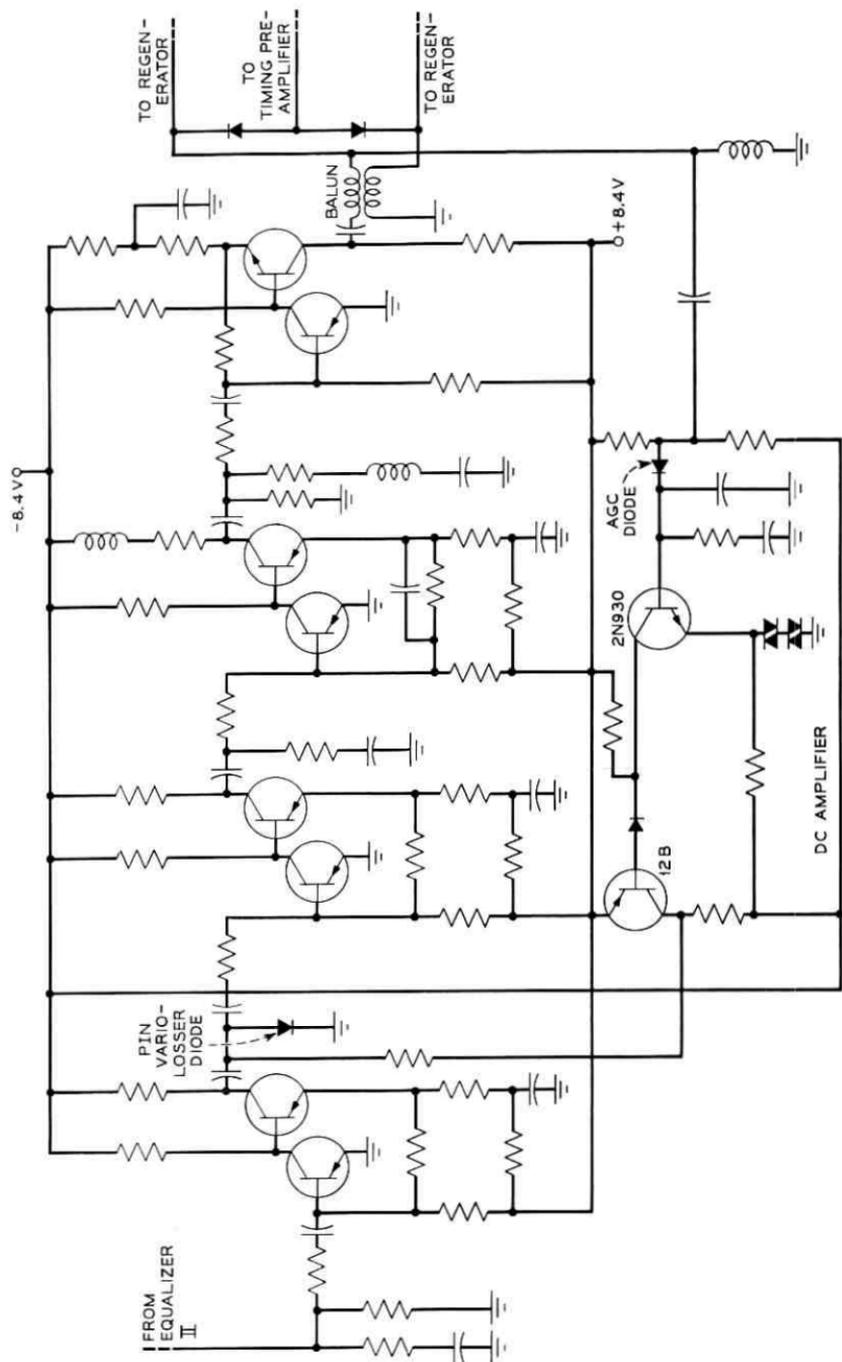 FROM
EQUALIZER
II
PIN
VARIO-
LOSSER
DIODE
-8.4V
BALUN
TO REGEN-
ERATOR
TO
TIMING PRE-
AMPLIFIER
TO REGEN-
ERATOR
+8.4V
AGC
DIODE
2N930
12B
DC AMPLIFIER